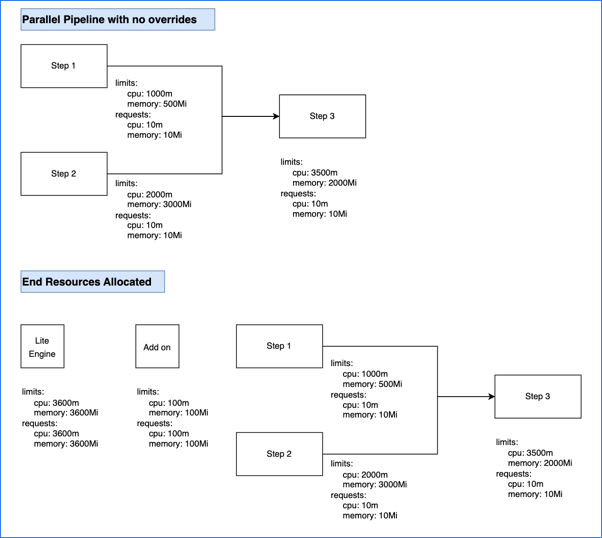 Parallel Pipeline with no overrides
Step 1
limits:
cpu: 1000m
memory: 500Mi
requests:
cpu: 10m
memory: 10Mi
Step 3
limits:
cpu: 3500m
memory: 2000Mi
requests:
cpu: 10m
memory: 10Mi
Step 2
limits:
cpu: 2000m
memory: 3000Mi
requests:
cpu: 10m
memory: 10Mi
End Resources Allocated
Lite
Engine
limits:
cpu: 3600m
memory: 3600Mi
requests:
cpu: 3600m
memory: 3600Mi
Add on
limits:
cpu: 100m
memory: 100Mi
requests:
cpu: 100m
memory: 100Mi
Step 1
limits:
cpu: 1000m
memory: 500Mi
requests:
cpu: 10m
memory: 10Mi
Step 2
limits:
cpu: 2000m
memory: 3000Mi
requests:
cpu: 10m
memory: 10Mi
Step 3
limits:
cpu: 3500m
memory: 2000Mi
requests:
cpu: 10m
memory: 10Mi